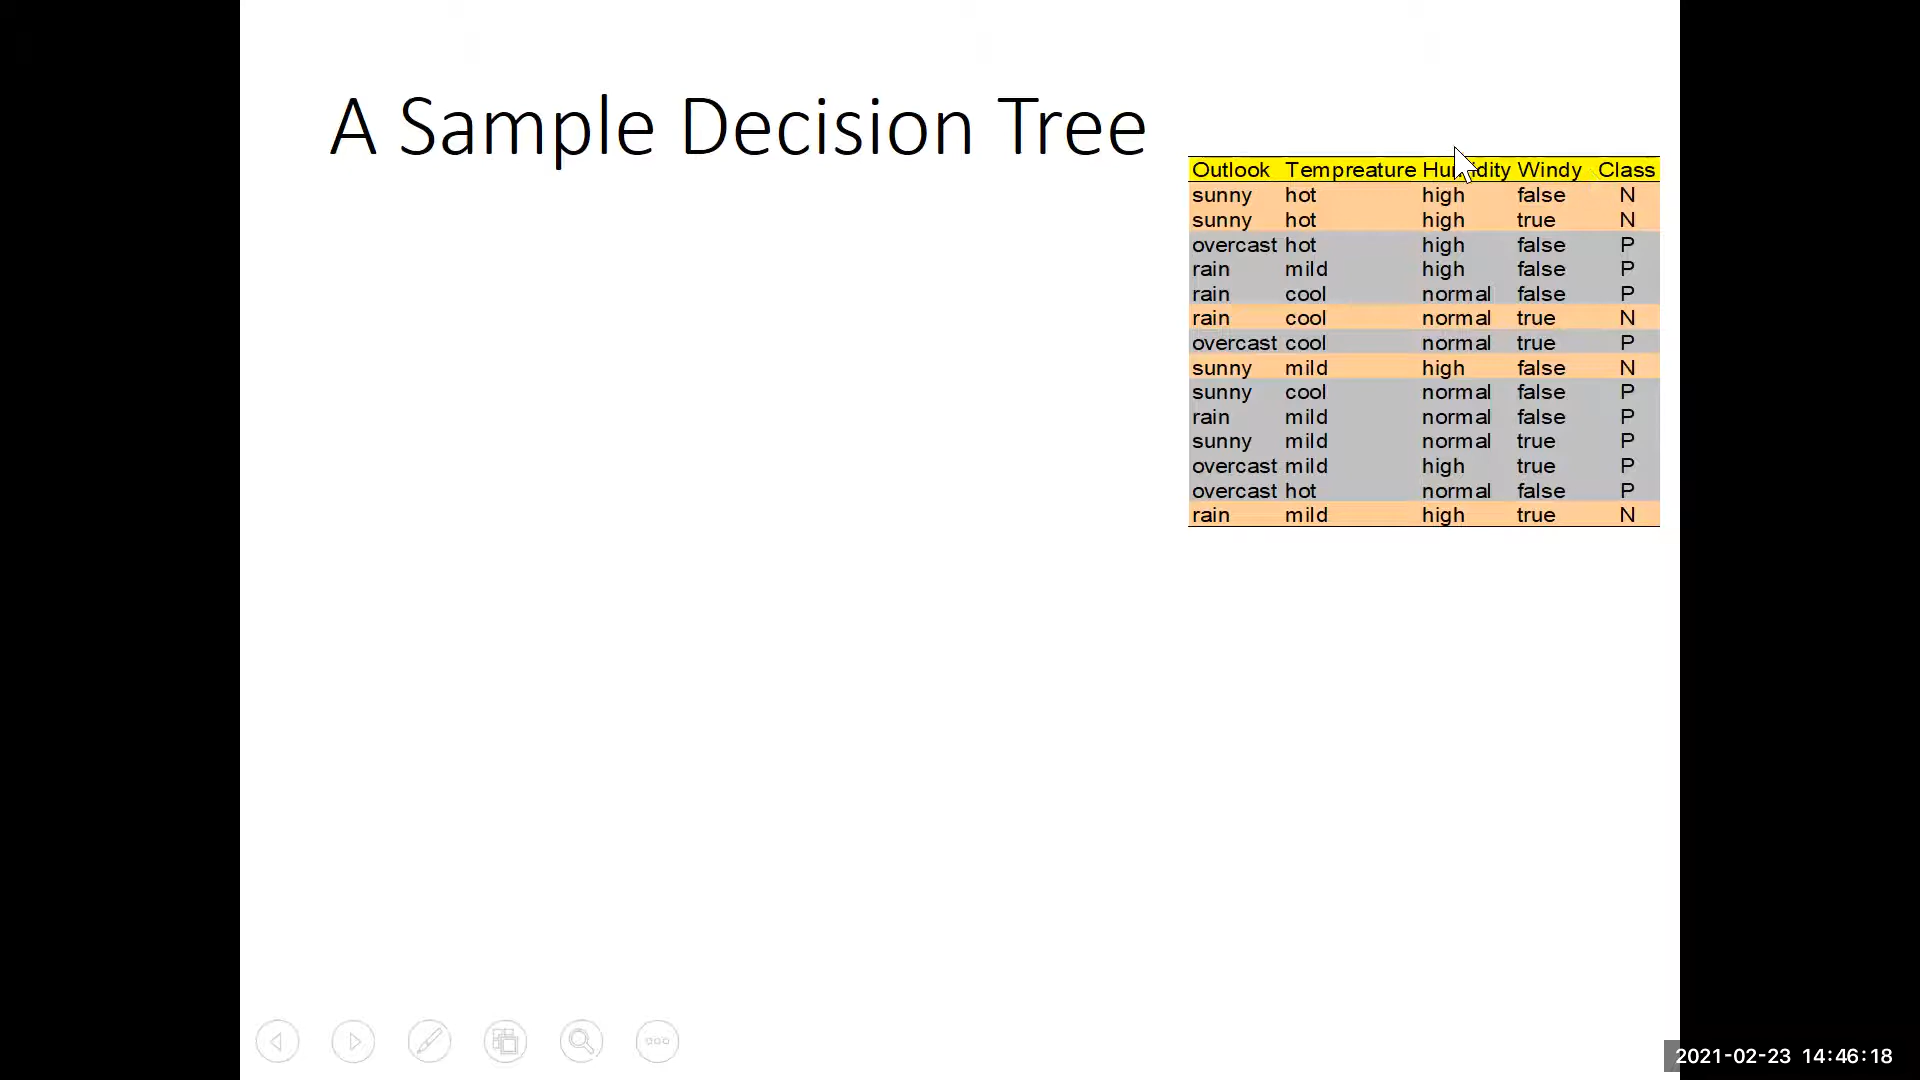 A Sample Decision Tree
Outlook Tempreature Humidity Windy Class
sunny hot high false N
sunny hot high true N
overcast hot high false P
rain mild high false P
rain cool normal false P
rain cool normal true N
overcast cool normal true P
sunny mild high false N
sunny cool normal false P
rain mild normal false P
sunny mild normal true P
overcast mild high true P
overcast hot normal false P
rain mild high true N
2021-02-23 14:46:18